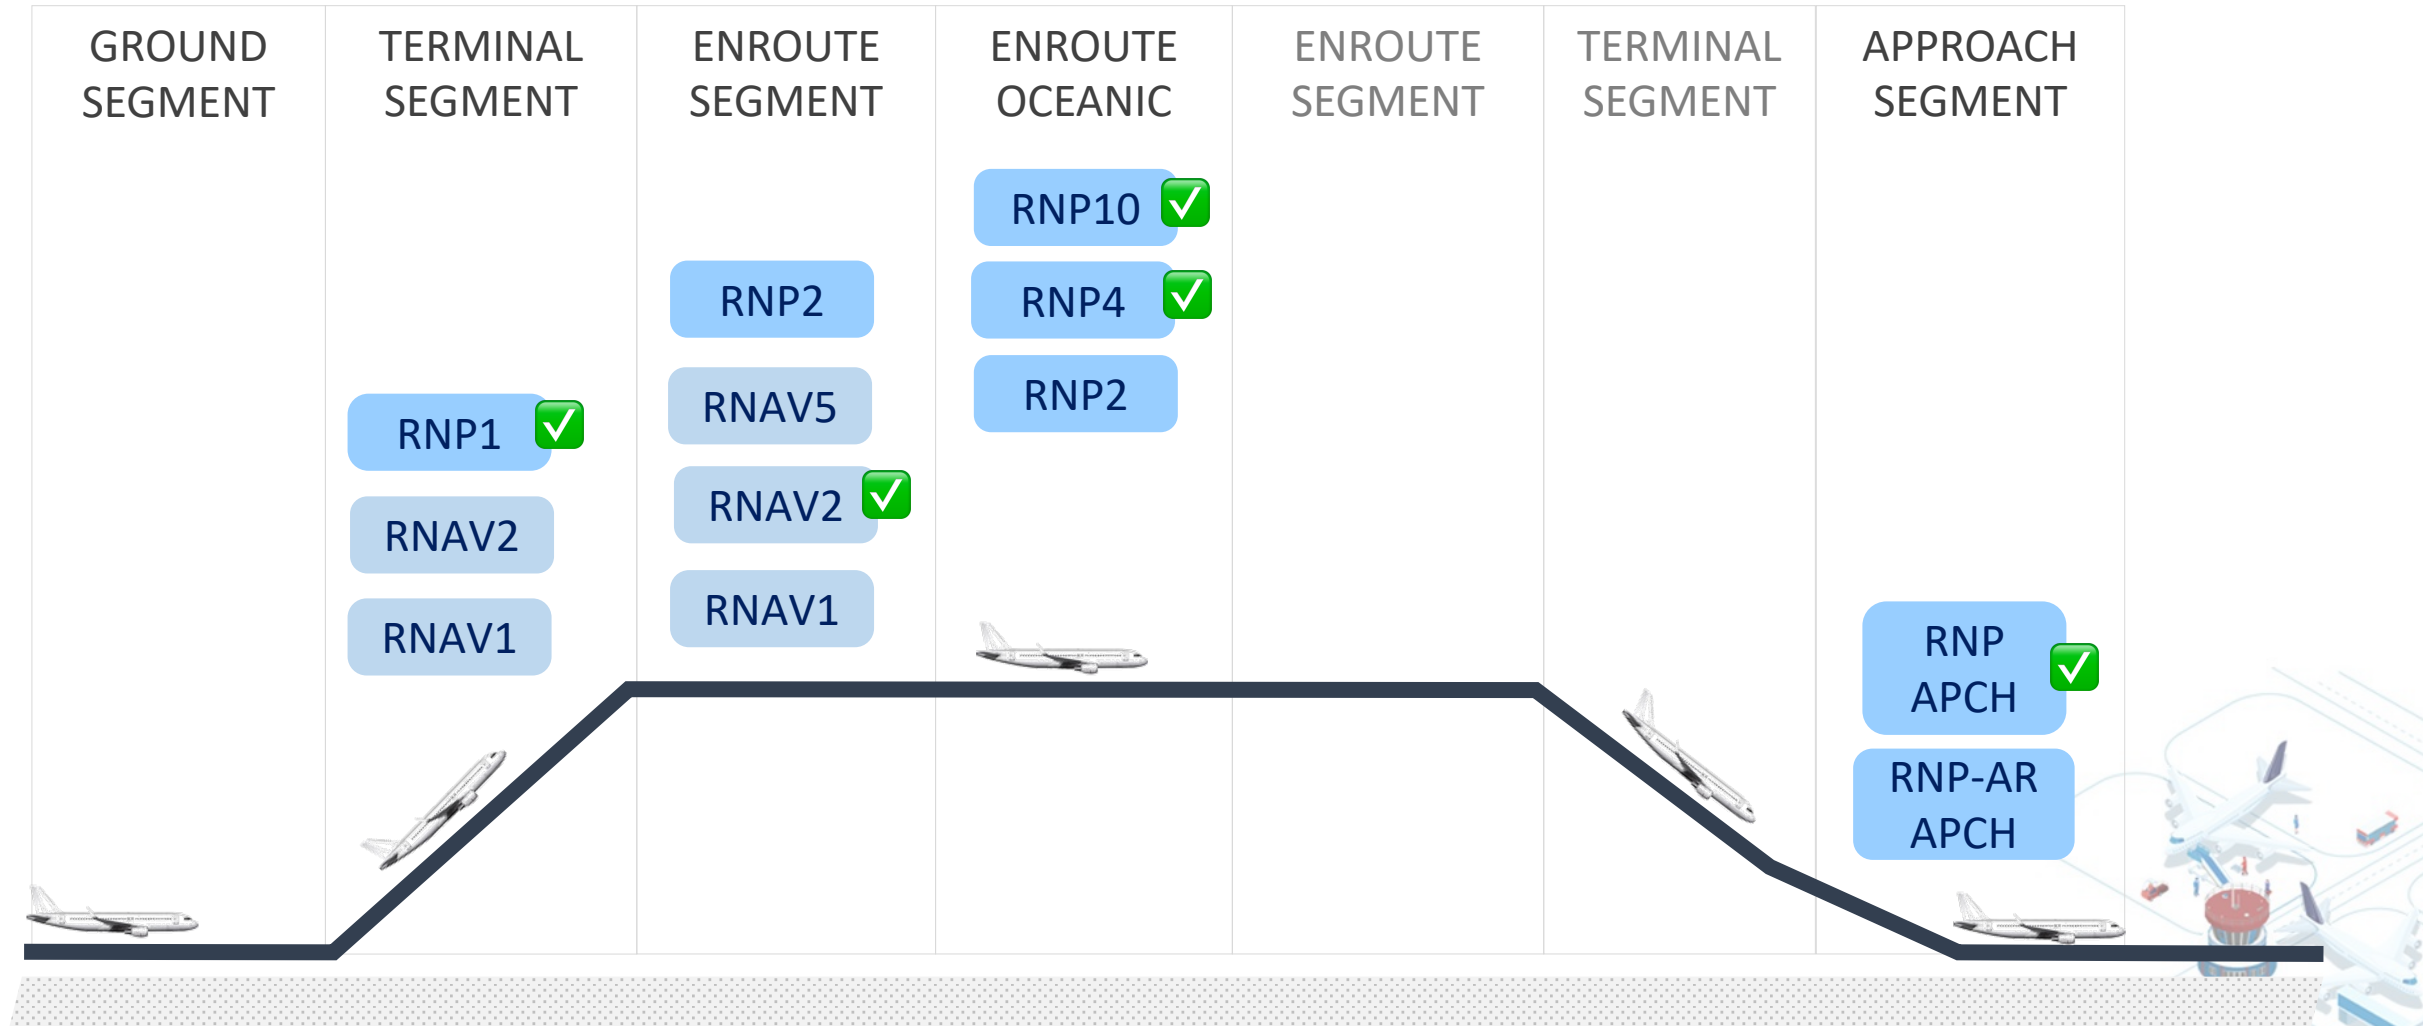 GROUND
SEGMENT
TERMINAL
SEGMENT
ENROUTE
SEGMENT
ENROUTE
OCEANIC
ENROUTE
SEGMENT
TERMINAL
SEGMENT
APPROACH
SEGMENT
RNP1
RNAV2
RNAV1
RNP2
RNAV5
RNAV2
RNAV1
RNP10
RNP4
RNP2
RNP
APCH
RNP-AR
APCH